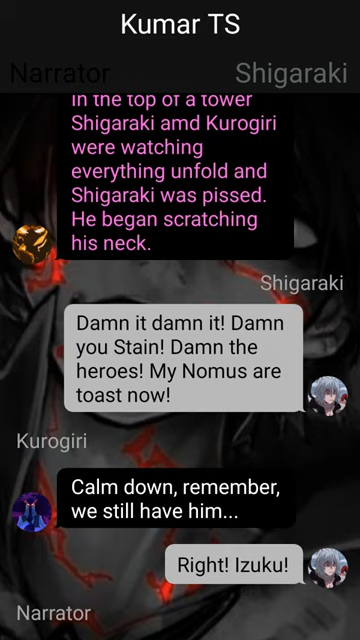 Kumar TS
Narrator
Shigaraki
In the top of a tower
Shigaraki amd Kurogiri
were watching
everything unfold and
Shigaraki was pissed.
He began scratching
his neck.
Shigaraki
Damn it damn it! Damn
you Stain! Damn the
heroes! My Nomus are
toast now!
Kurogiri
Calm down, remember,
we still have him...
Right! Izuku!
Narrator